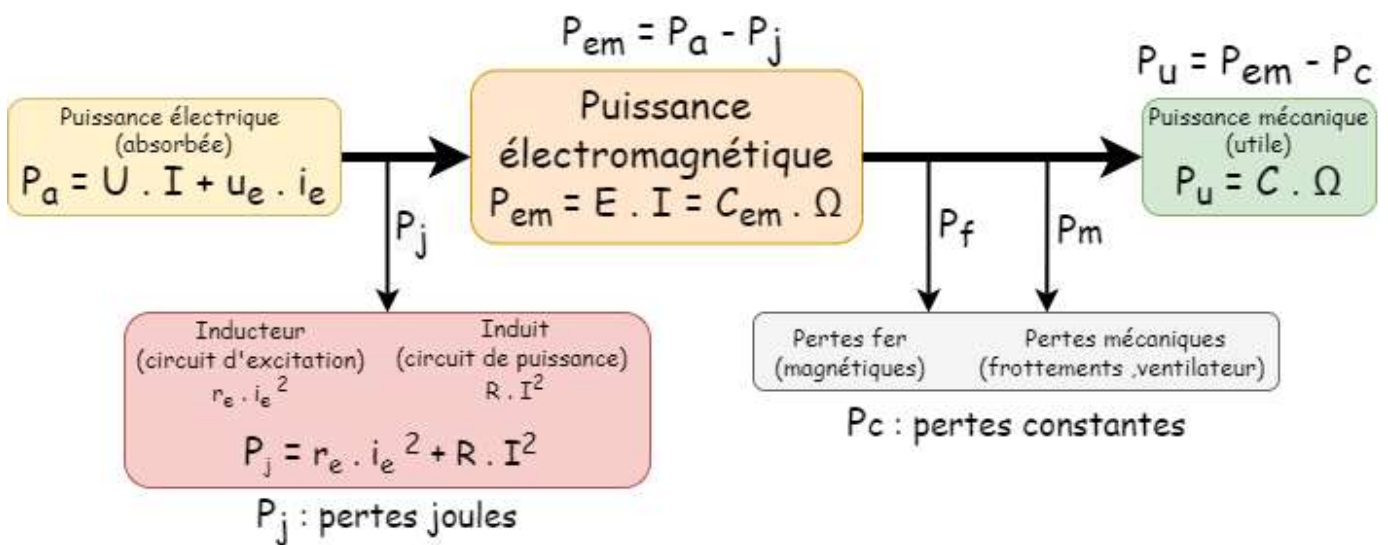 P_em = P_a - P_j
P_u = P_em - P_c
Puissance électrique
(absorbée)
P_a = U . I + u_e . i_e
Puissance
électromagnétique
P_em = E . I = C_em . Ω
Puissance mécanique
(utile)
P_u = C . Ω
P_j
P_f
Pm
Inducteur
(circuit d'excitation)
r_e . i_e ²
Induit
(circuit de puissance)
R . I²
P_j = r_e . i_e ² + R . I²
P_j : pertes joules
Pertes fer
(magnétiques)
Pertes mécaniques
(frottements ,ventilateur)
Pc : pertes constantes